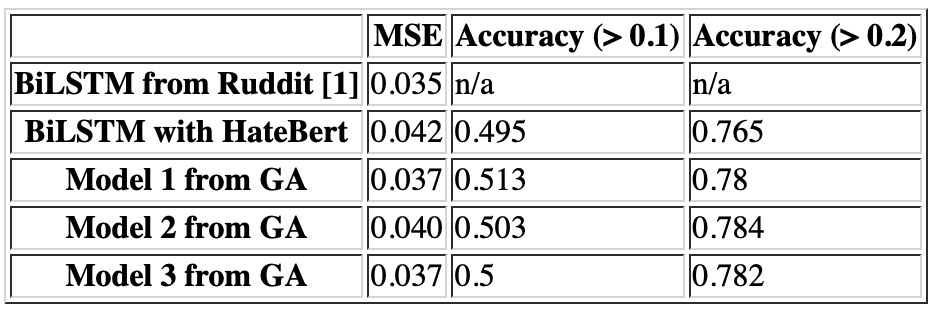 MSE Accuracy (> 0.1) Accuracy (> 0.2)
BiLSTM from Ruddit [1] 0.035 n/a n/a
BiLSTM with HateBert 0.042 0.495 0.765
Model 1 from GA 0.037 0.513 0.78
Model 2 from GA 0.040 0.503 0.784
Model 3 from GA 0.037 0.5 0.782